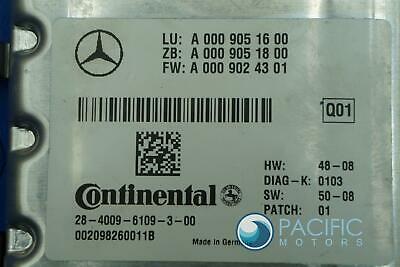 LU: A 000 905 16 00
ZB: A 000 905 18 00
FW: A 000 902 43 01
Q01
Continental
28-4009-6109-3-00
002098260011B
HW: 48-08
DIAG-K: 0103
SW: 50-08
PATCH: 01
Made in Germany
PACIFIC
MOTORS